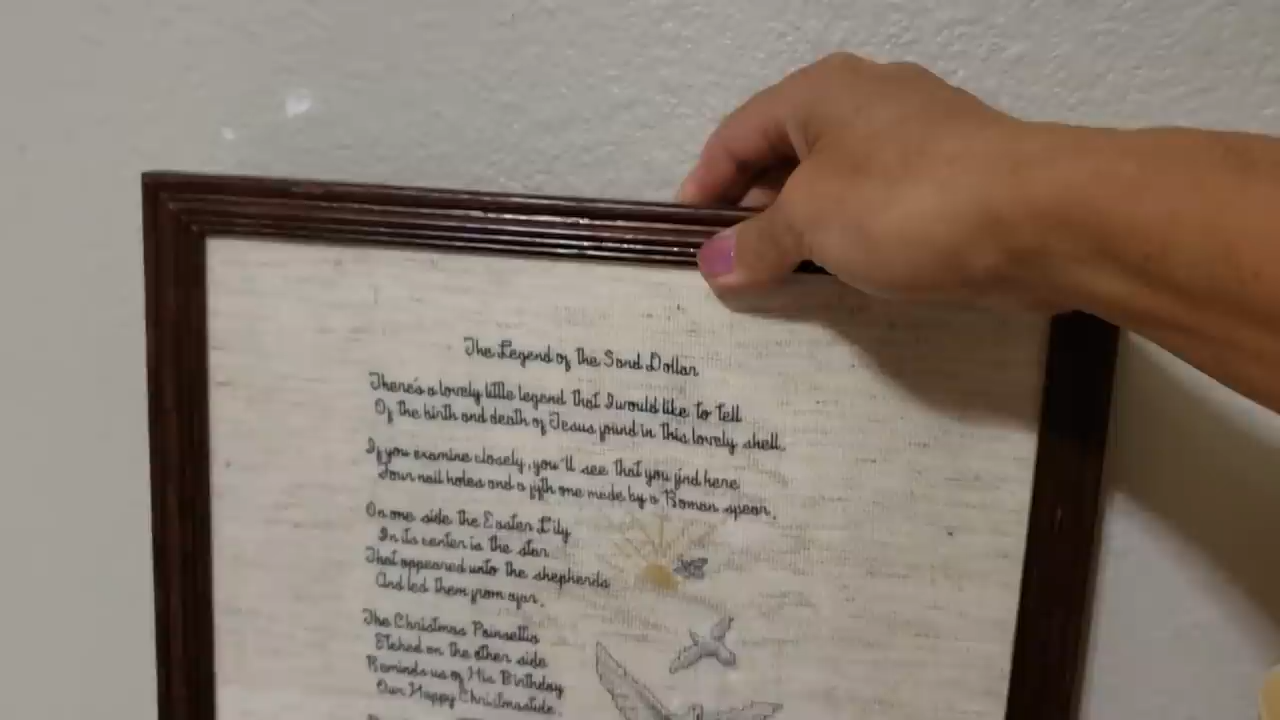 The Legend of the Sand Dollar
There's a lovely little legend that I would like to tell
Of the birth and death of Jesus found in this lovely shell.
If you examine closely, you'll see that you find here
Four nail holes and a fifth one made by a Roman spear.
On one side the Easter Lily
In its center is the star
That appeared unto the shepherds
And led them from afar.
The Christmas Poinsettia
Etched on the other side
Reminds us of His Birthday
Our Happy Christmastide.